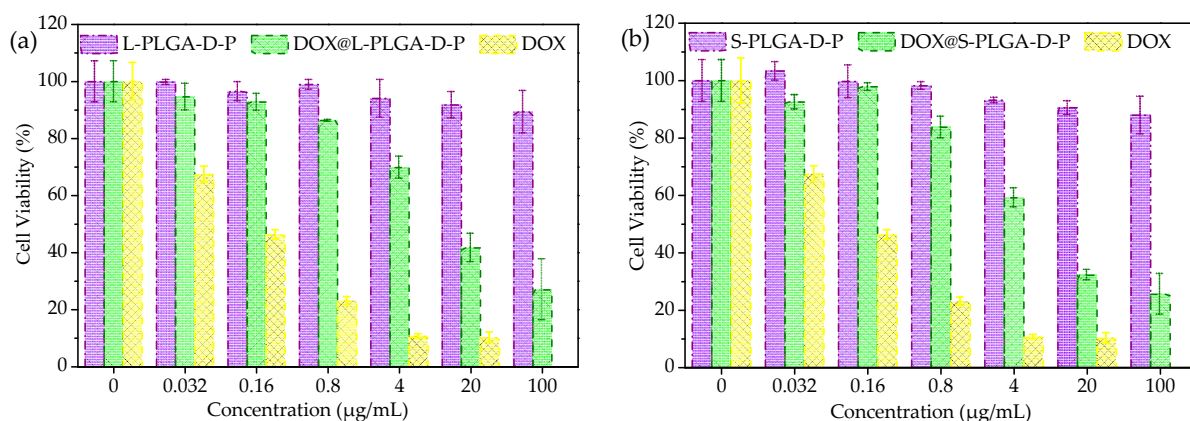 (a)
L-PLGA-D-P DOX@L-PLGA-D-P DOX
Cell Viability (%)
120
100
80
60
40
20
0
0 0.032 0.16 0.8 4 20 100
Concentration (µg/mL)
(b)
S-PLGA-D-P DOX@S-PLGA-D-P DOX
Cell Viability (%)
120
100
80
60
40
20
0
0 0.032 0.16 0.8 4 20 100
Concentration (µg/mL)